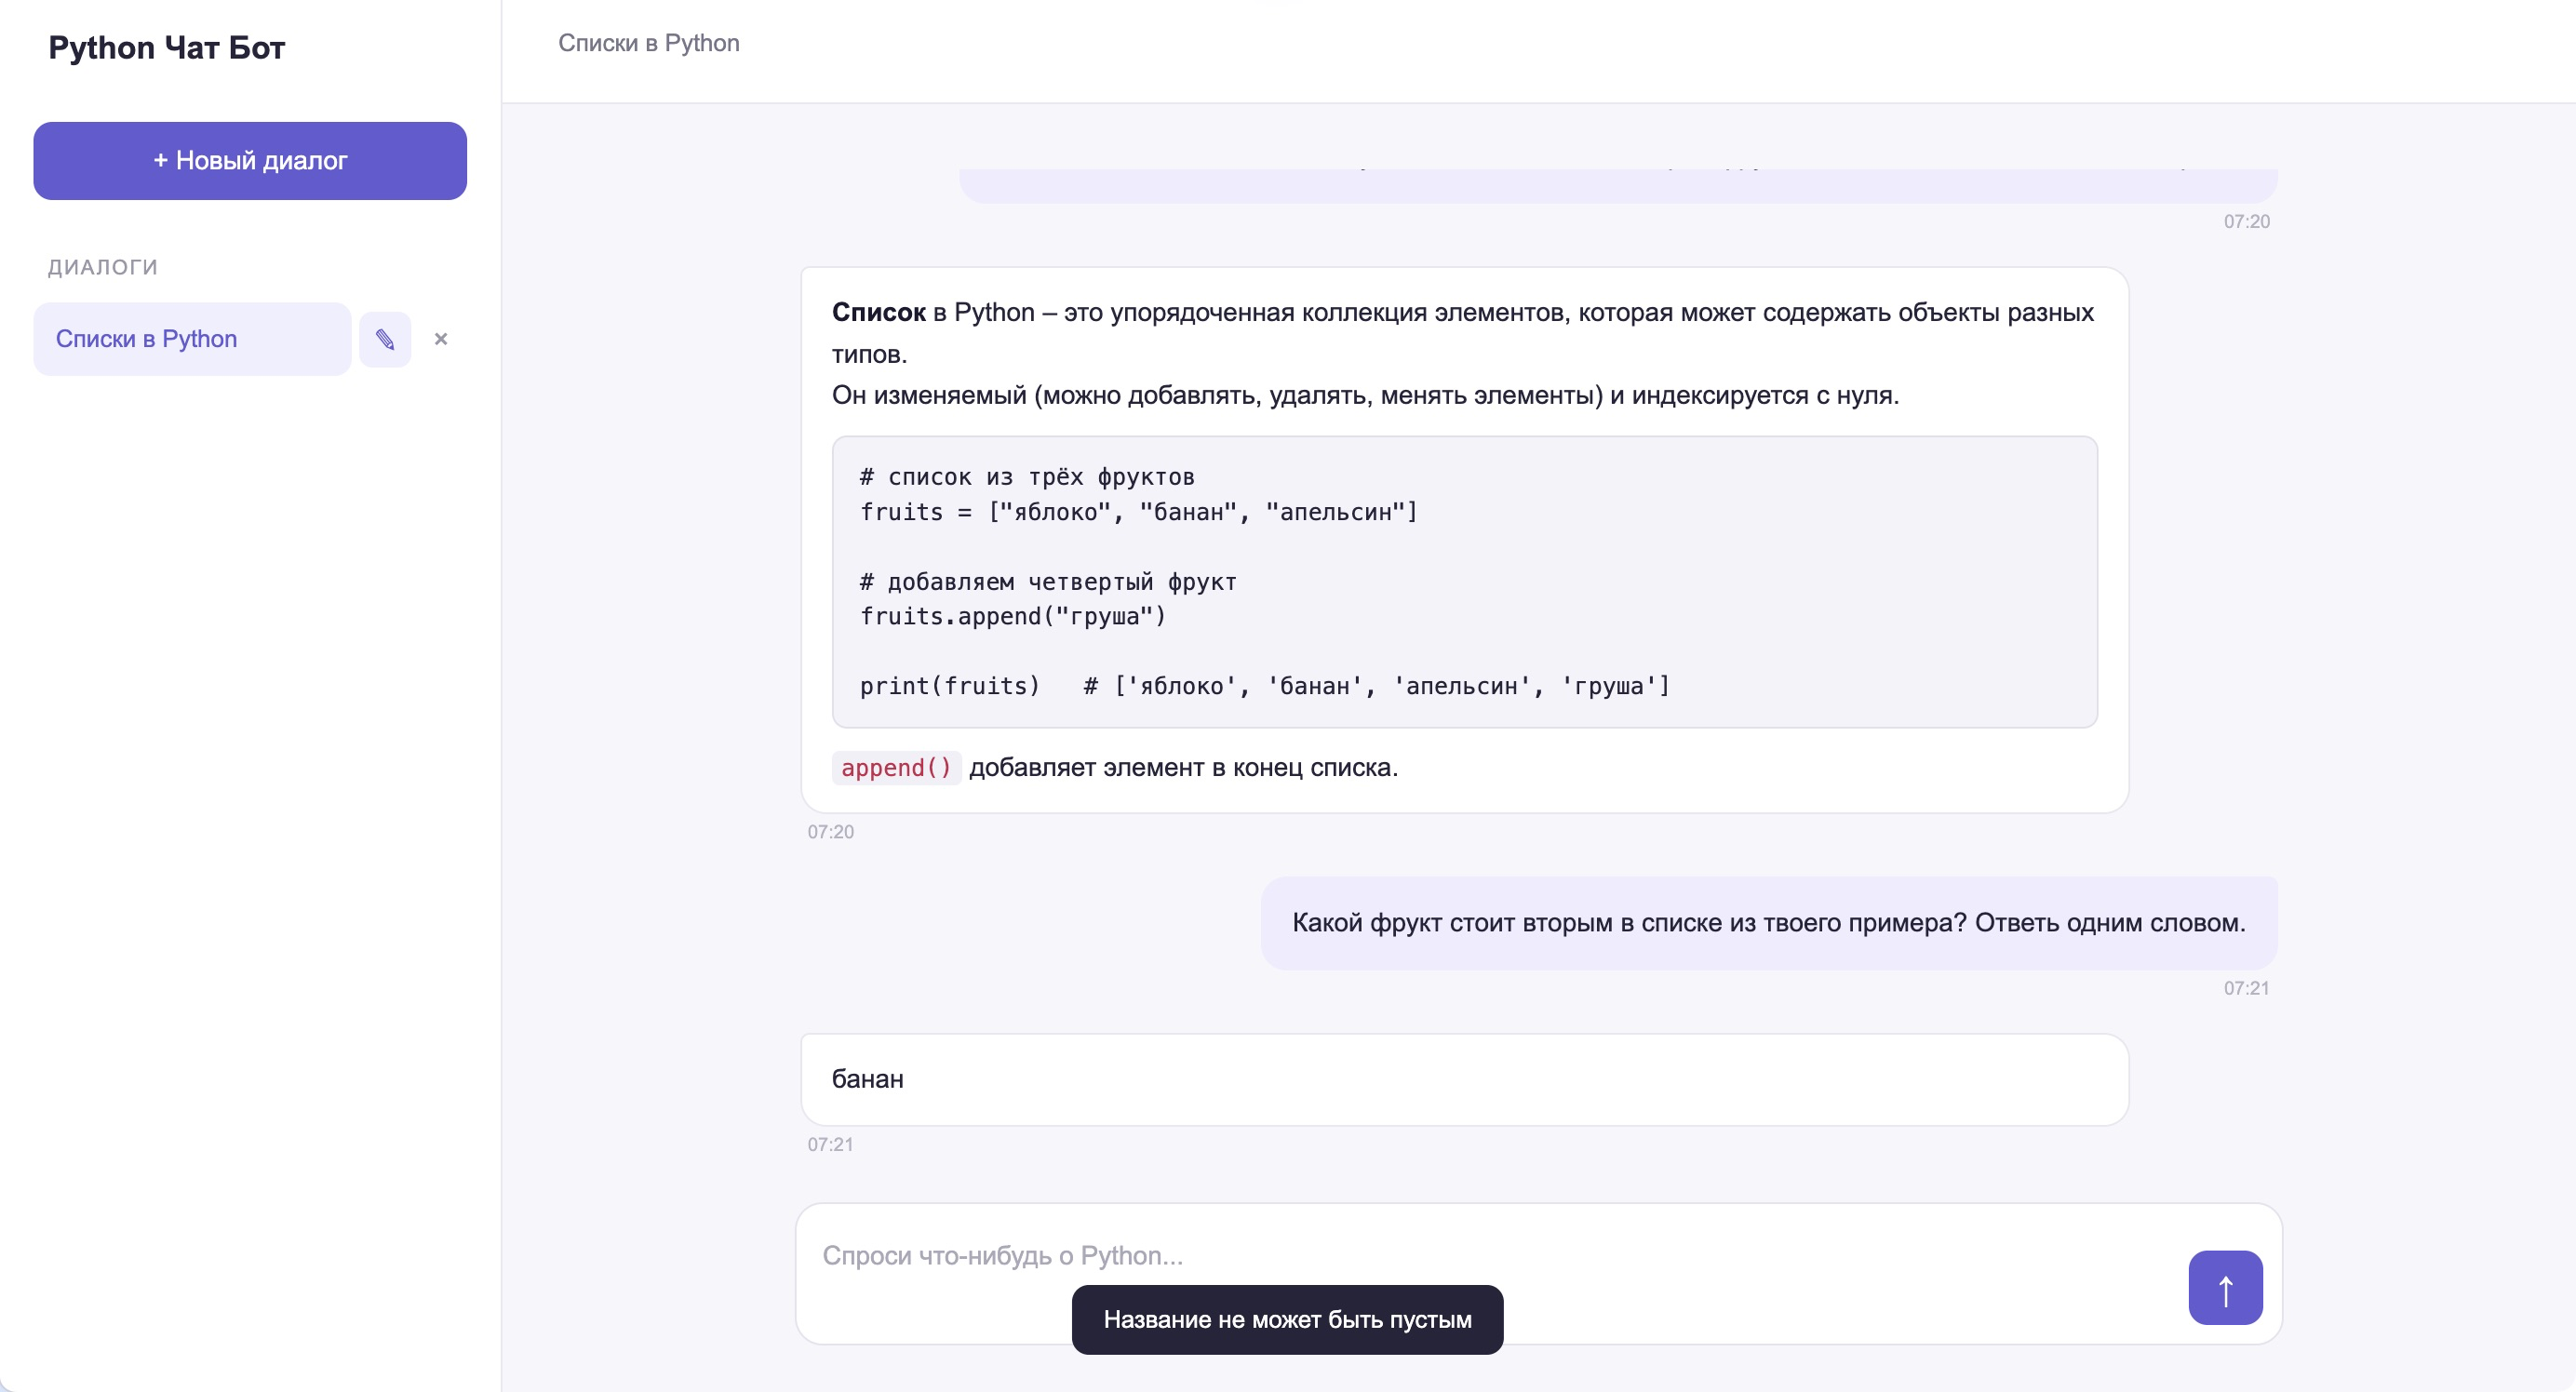 Python Чат Бот
+ Новый диалог
ДИАЛОГИ
Списки в Python
Списки в Python
07:20
Список в Python – это упорядоченная коллекция элементов, которая может содержать объекты разных
типов.
Он изменяемый (можно добавлять, удалять, менять элементы) и индексируется с нуля.
# список из трёх фруктов
fruits = ["яблоко", "банан", "апельсин"]
# добавляем четвертый фрукт
fruits.append("груша")
print(fruits)   # ['яблоко', 'банан', 'апельсин', 'груша']
append() добавляет элемент в конец списка.
07:20
Какой фрукт стоит вторым в списке из твоего примера? Ответь одним словом.
07:21
банан
07:21
Спроси что-нибудь о Python...
Название не может быть пустым